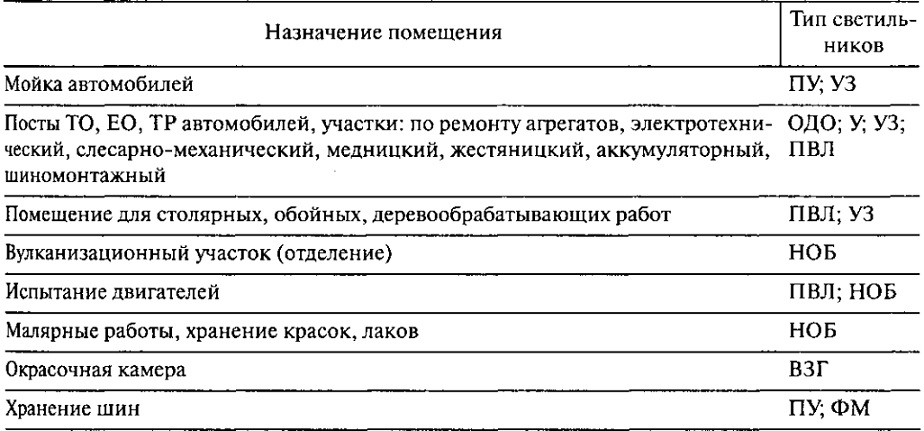 Назначение помещения
Тип светиль-
ников
Мойка автомобилей
ПУ; УЗ
Посты ТО, ЕО, ТР автомобилей, участки: по ремонту агрегатов, электротехни-
ческий, слесарно-механический, медницкий, жестяницкий, аккумуляторный,
шиномонтажный
ОДО; У; УЗ;
ПВЛ
Помещение для столярных, обойных, деревообрабатывающих работ
ПВЛ; УЗ
Вулканизационный участок (отделение)
НОБ
Испытание двигателей
ПВЛ; НОБ
Малярные работы, хранение красок, лаков
НОБ
Окрасочная камера
ВЗГ
Хранение шин
ПУ; ФМ